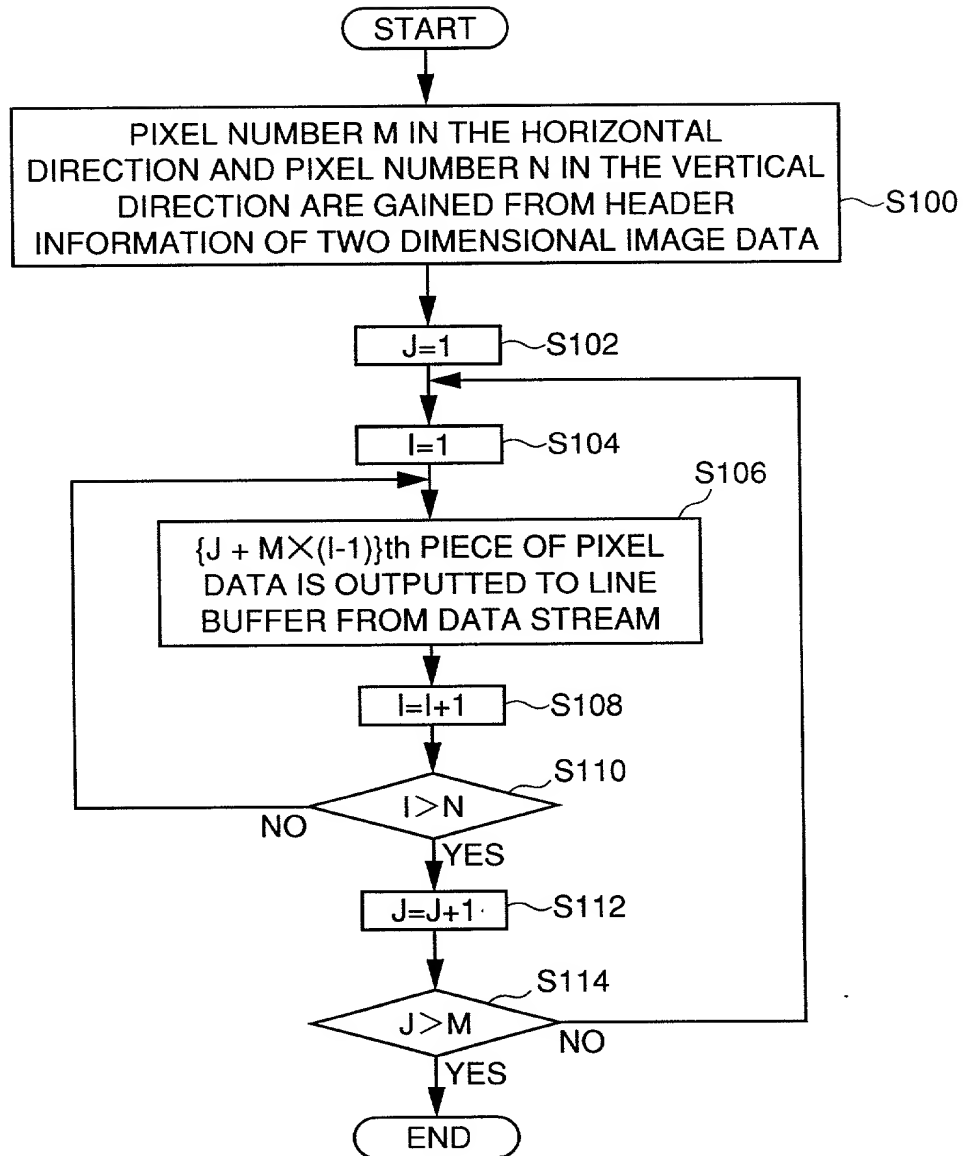 START
PIXEL NUMBER M IN THE HORIZONTAL
DIRECTION AND PIXEL NUMBER N IN THE VERTICAL
DIRECTION ARE GAINED FROM HEADER
INFORMATION OF TWO DIMENSIONAL IMAGE DATA
S100
J=1
S102
I=1
S104
S106
{J + M×(I-1)}th PIECE OF PIXEL
DATA IS OUTPUTTED TO LINE
BUFFER FROM DATA STREAM
I=I+1
S108
S110
I>N
NO
YES
J=J+1
S112
S114
J>M
NO
YES
END